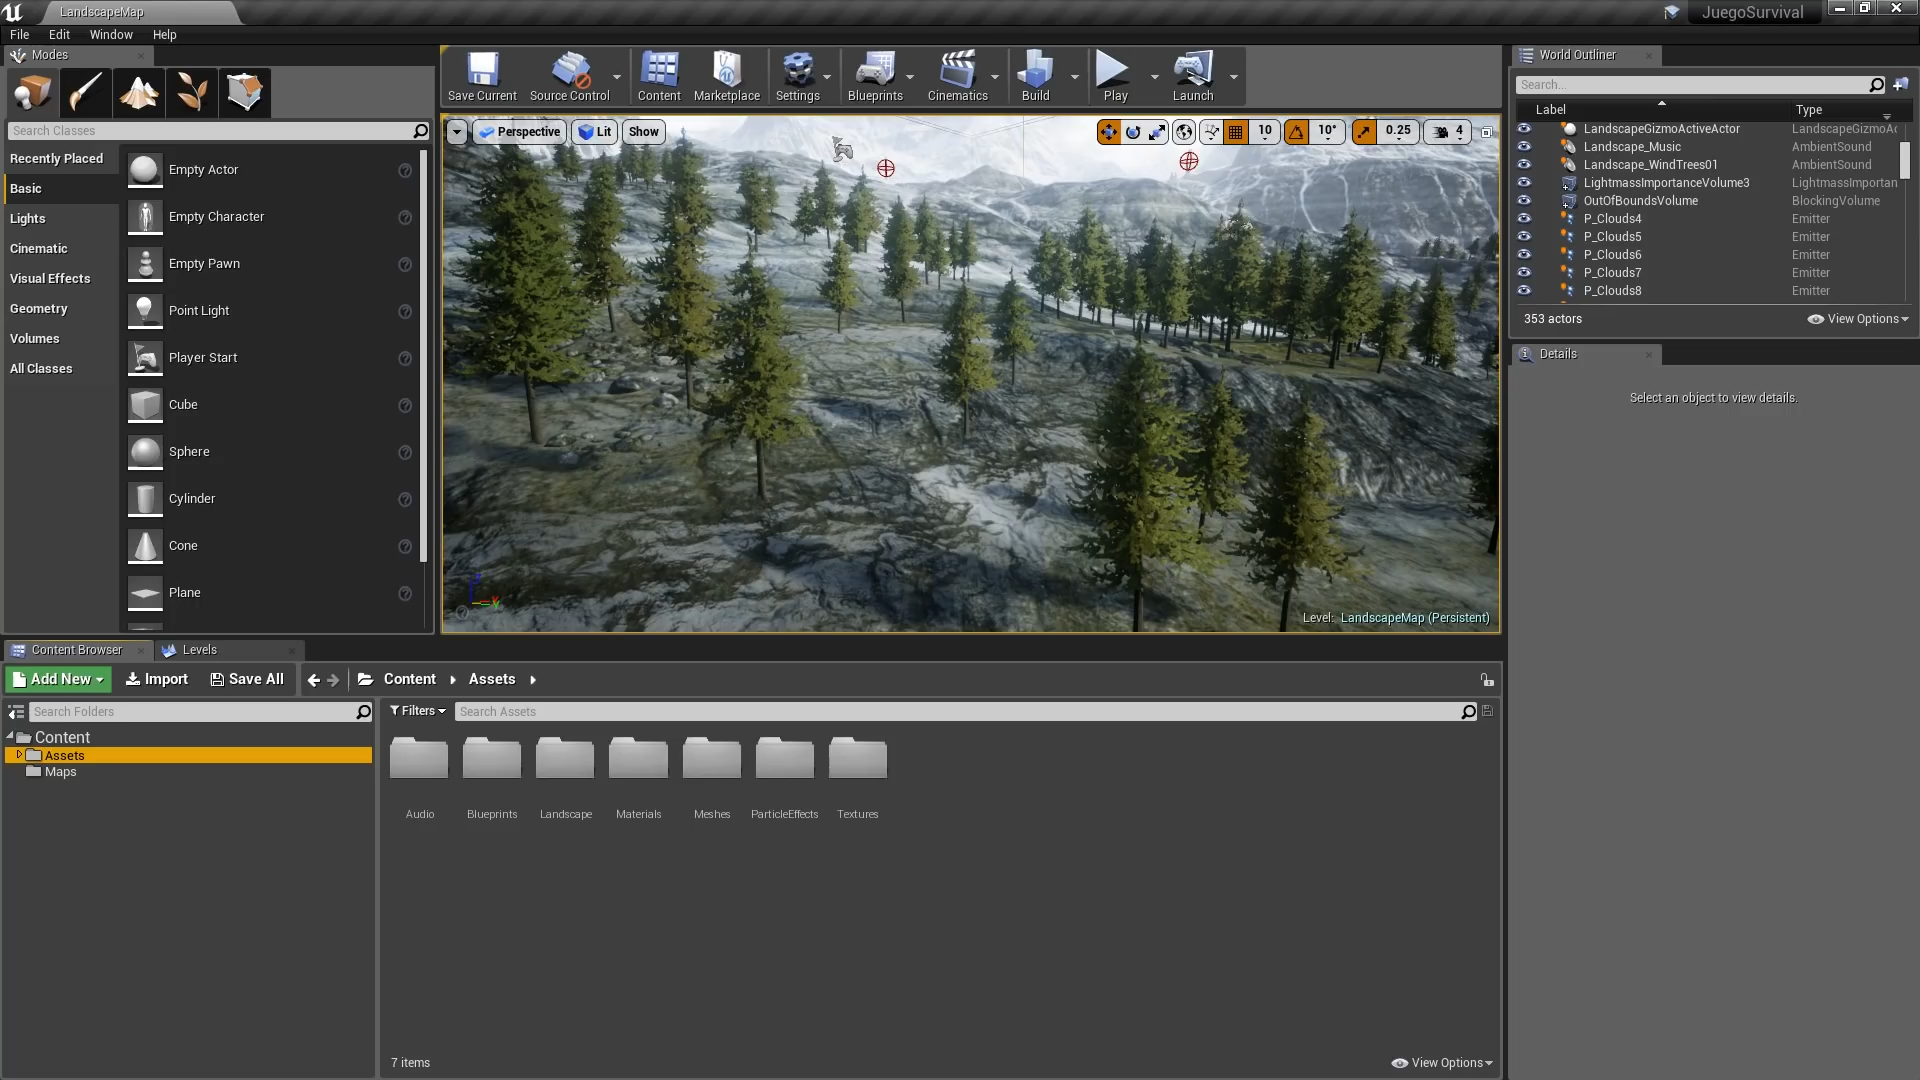 LandscapeMap
JuegoSurvival
File Edit Window Help
Modes
Search Classes
Recently Placed
Basic
Lights
Cinematic
Visual Effects
Geometry
Volumes
All Classes
Empty Actor
Empty Character
Empty Pawn
Point Light
Player Start
Cube
Sphere
Cylinder
Cone
Plane
Save Current
Source Control
Content
Marketplace
Settings
Blueprints
Cinematics
Build
Play
Launch
Perspective
Lit
Show
10
10°
0.25
4
Level: LandscapeMap (Persistent)
World Outliner
Search...
Label Type
LandscapeGizmoActiveActor LandscapeGizmoAc
Landscape_Music AmbientSound
Landscape_WindTrees01 AmbientSound
LightmassImportanceVolume3 LightmassImportan
OutOfBoundsVolume BlockingVolume
P_Clouds4 Emitter
P_Clouds5 Emitter
P_Clouds6 Emitter
P_Clouds7 Emitter
P_Clouds8 Emitter
353 actors
View Options
Details
Select an object to view details.
Content Browser
Levels
Add New
Import
Save All
Content
Assets
Search Folders
Content
Assets
Maps
Filters
Search Assets
Audio
Blueprints
Landscape
Materials
Meshes
ParticleEffects
Textures
7 items
View Options